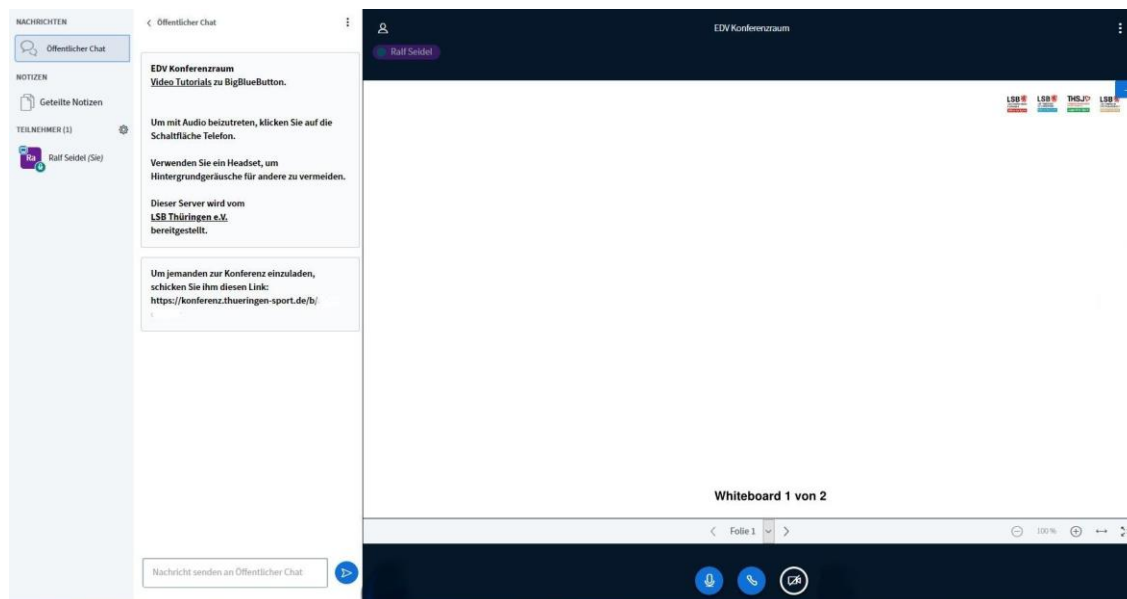 NACHRICHTEN
Öffentlicher Chat
NOTIZEN
Geteilte Notizen
TEILNEHMER (1)
Ra
Ralf Seidel (Sie)
Öffentlicher Chat
EDV Konferenzraum
Video Tutorials zu BigBlueButton.
Um mit Audio beizutreten, klicken Sie auf die
Schaltfläche Telefon.
Verwenden Sie ein Headset, um
Hintergrundgeräusche für andere zu vermeiden.
Dieser Server wird vom
LSB Thüringen e.V.
bereitgestellt.
Um jemanden zur Konferenz einzuladen,
schicken Sie ihm diesen Link:
https://konferenz.thueringen-sport.de/b/
Nachricht senden an Öffentlicher Chat
EDV Konferenzraum
Ralf Seidel
LSB LSB THSJ LSB
Whiteboard 1 von 2
Folie 1
100%